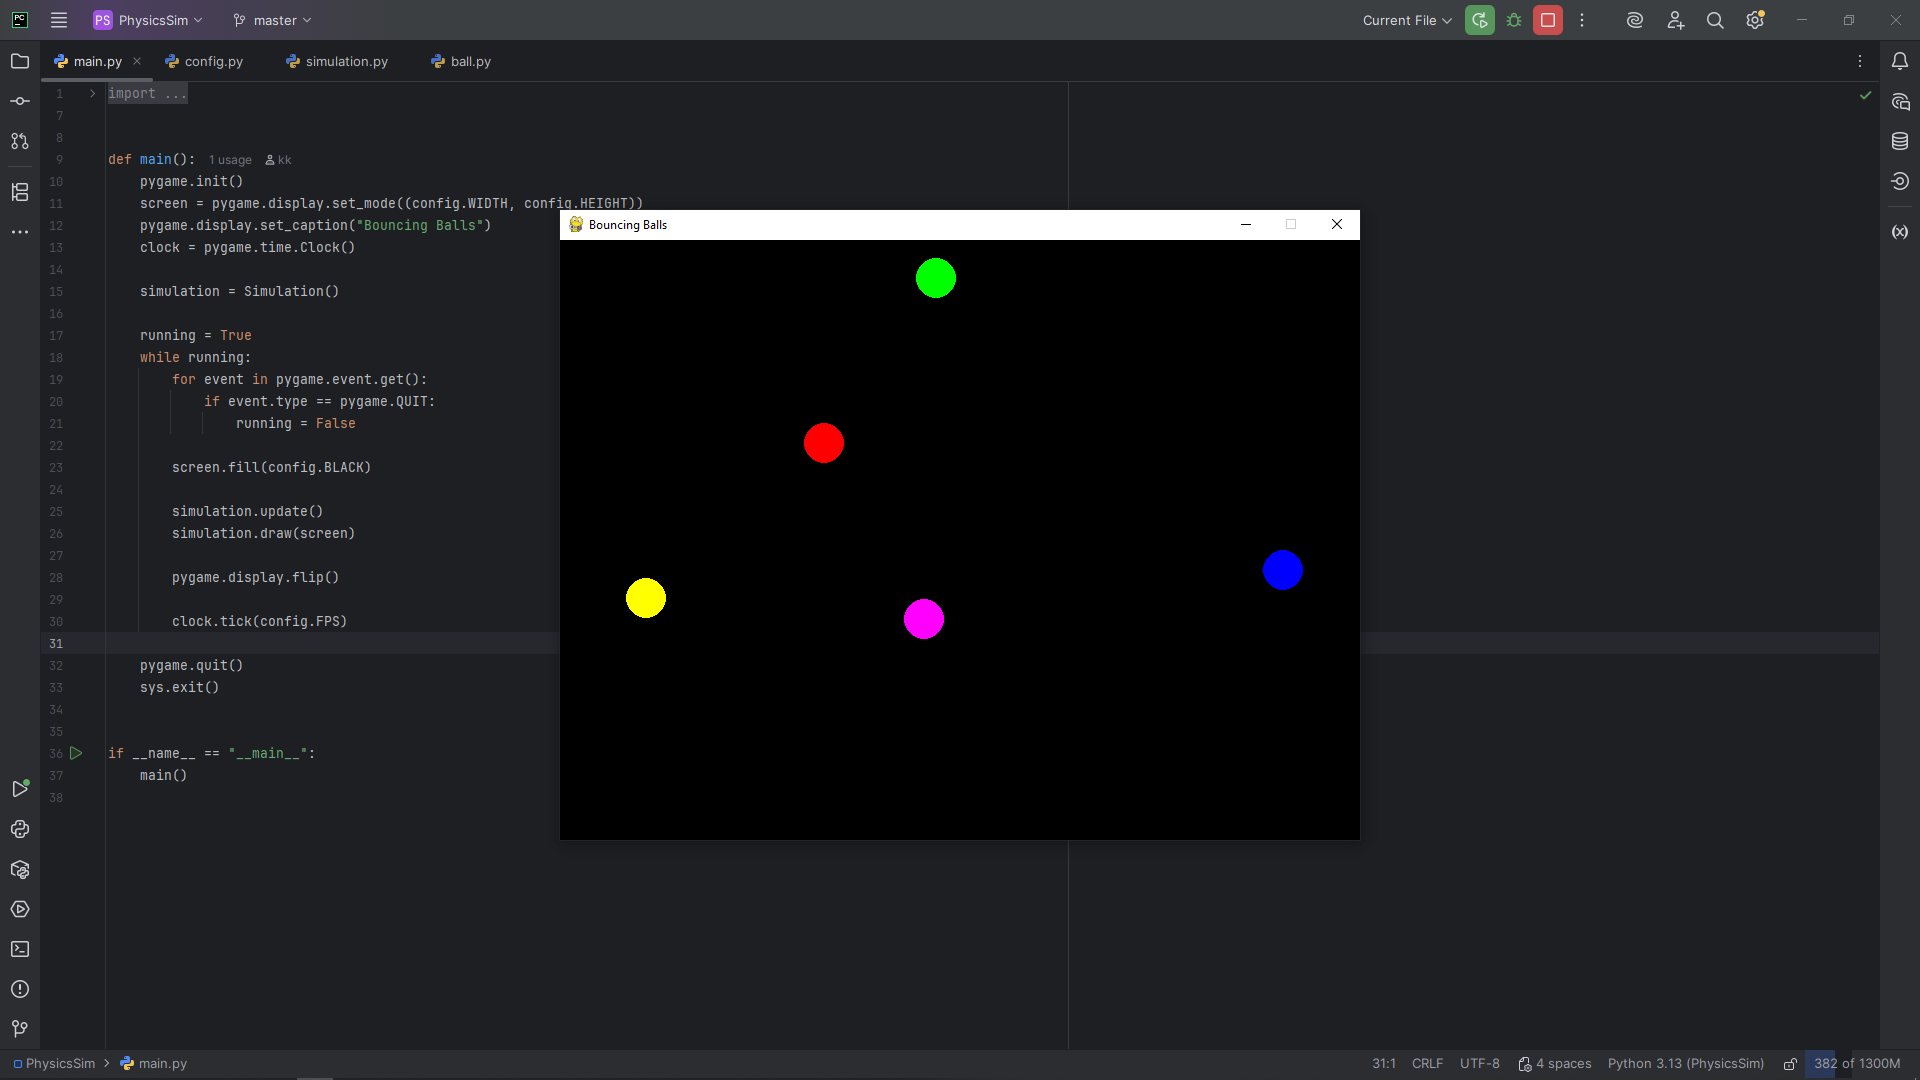 PC
PS PhysicsSim master Current File
main.py config.py simulation.py ball.py
1 import ...
7
8
9 def main(): 1 usage kk
10 pygame.init()
11 screen = pygame.display.set_mode((config.WIDTH, config.HEIGHT))
12 pygame.display.set_caption("Bouncing Balls")
13 clock = pygame.time.Clock()
14
15 simulation = Simulation()
16
17 running = True
18 while running:
19 for event in pygame.event.get():
20 if event.type == pygame.QUIT:
21 running = False
22
23 screen.fill(config.BLACK)
24
25 simulation.update()
26 simulation.draw(screen)
27
28 pygame.display.flip()
29
30 clock.tick(config.FPS)
31
32 pygame.quit()
33 sys.exit()
34
35
36 if __name__ == "__main__":
37 main()
38
Bouncing Balls
PhysicsSim main.py 31:1 CRLF UTF-8 4 spaces Python 3.13 (PhysicsSim) 382 of 1300M